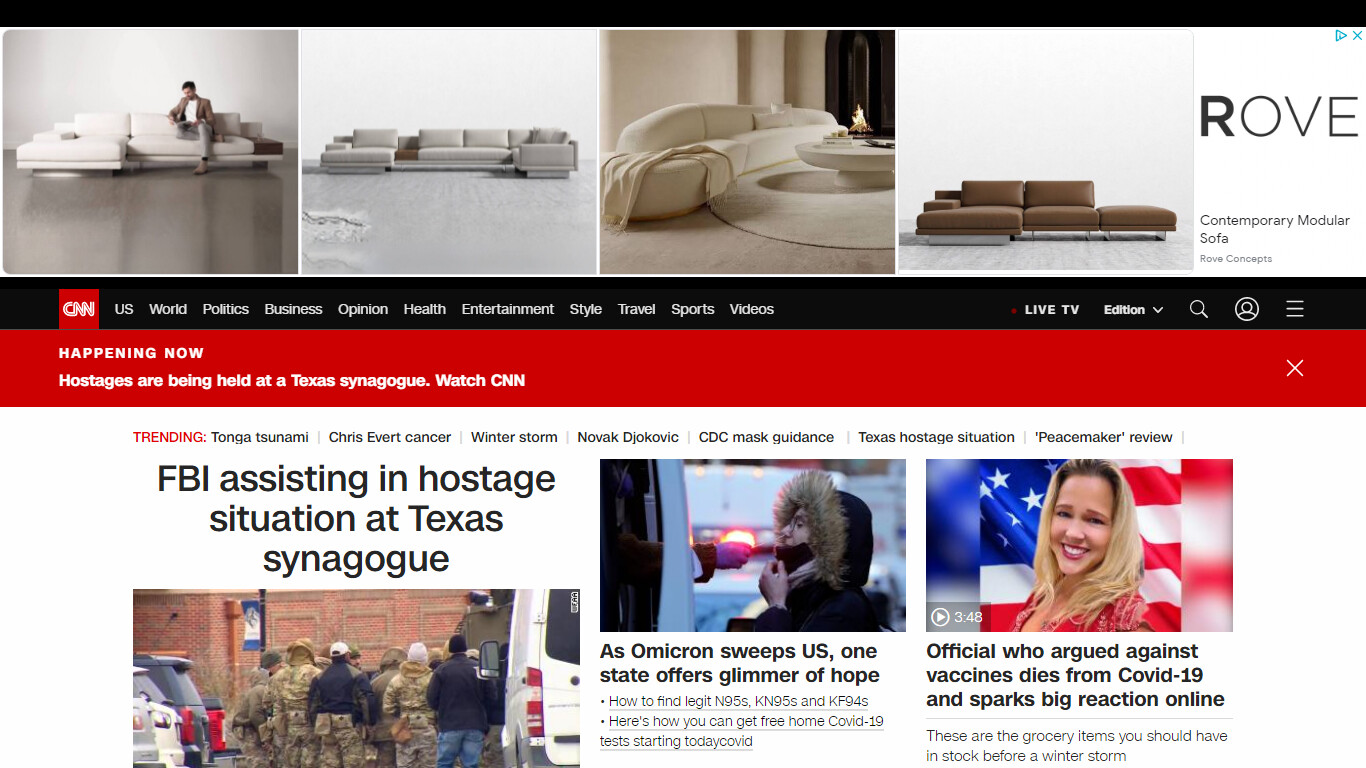 ROVE
Contemporary Modular
Sofa
Rove Concepts
CNN US World Politics Business Opinion Health Entertainment Style Travel Sports Videos LIVE TV Edition
HAPPENING NOW
Hostages are being held at a Texas synagogue. Watch CNN
TRENDING: Tonga tsunami | Chris Evert cancer | Winter storm | Novak Djokovic | CDC mask guidance | Texas hostage situation | 'Peacemaker' review |
FBI assisting in hostage
situation at Texas
synagogue
WFAA
As Omicron sweeps US, one
state offers glimmer of hope
• How to find legit N95s, KN95s and KF94s
• Here's how you can get free home Covid-19
tests starting todaycovid
3:48
Official who argued against
vaccines dies from Covid-19
and sparks big reaction online
These are the grocery items you should have
in stock before a winter storm